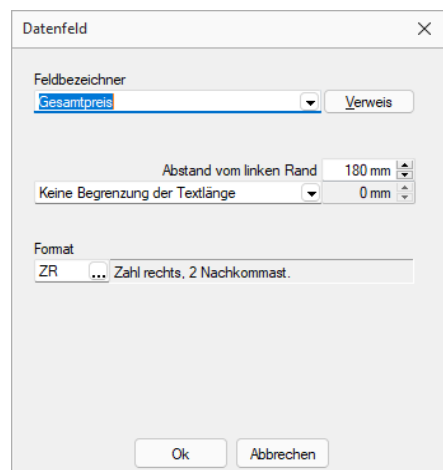 Datenfeld
Feldbezeichner
Gesamtpreis
Verweis
Abstand vom linken Rand 180 mm
Keine Begrenzung der Textlänge 0 mm
Format
ZR ... Zahl rechts, 2 Nachkommast.
Ok Abbrechen